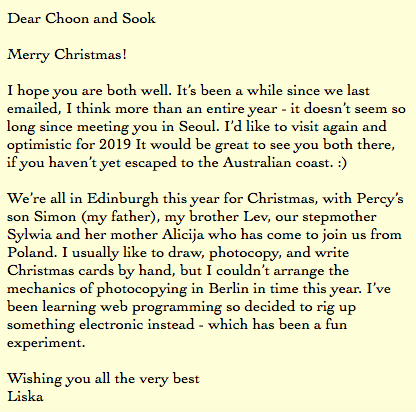 Dear Choon and Sook
Merry Christmas!
I hope you are both well. It's been a while since we last
emailed, I think more than an entire year - it doesn't seem so
long since meeting you in Seoul. I'd like to visit again and
optimistic for 2019 It would be great to see you both there,
if you haven't yet escaped to the Australian coast. :)
We're all in Edinburgh this year for Christmas, with Percy's
son Simon (my father), my brother Lev, our stepmother
Sylwia and her mother Alicija who has come to join us from
Poland. I usually like to draw, photocopy, and write
Christmas cards by hand, but I couldn't arrange the
mechanics of photocopying in Berlin in time this year. I've
been learning web programming so decided to rig up
something electronic instead - which has been a fun
experiment.
Wishing you all the very best
Liska